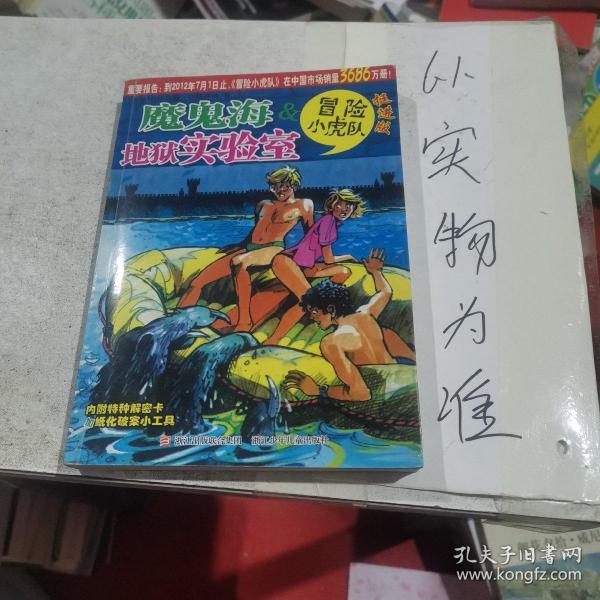 重要报告：到2012年7月1日止，《冒险小虎队》在中国市场销量3686万册！
魔鬼海 &
地狱实验室
冒险
小虎队
狂迷版
内附特种解密卡
纸化破案小工具
浙江出版联合集团 浙江少年儿童出版社
以实物为准
孔夫子旧书网
www.kongfz.com